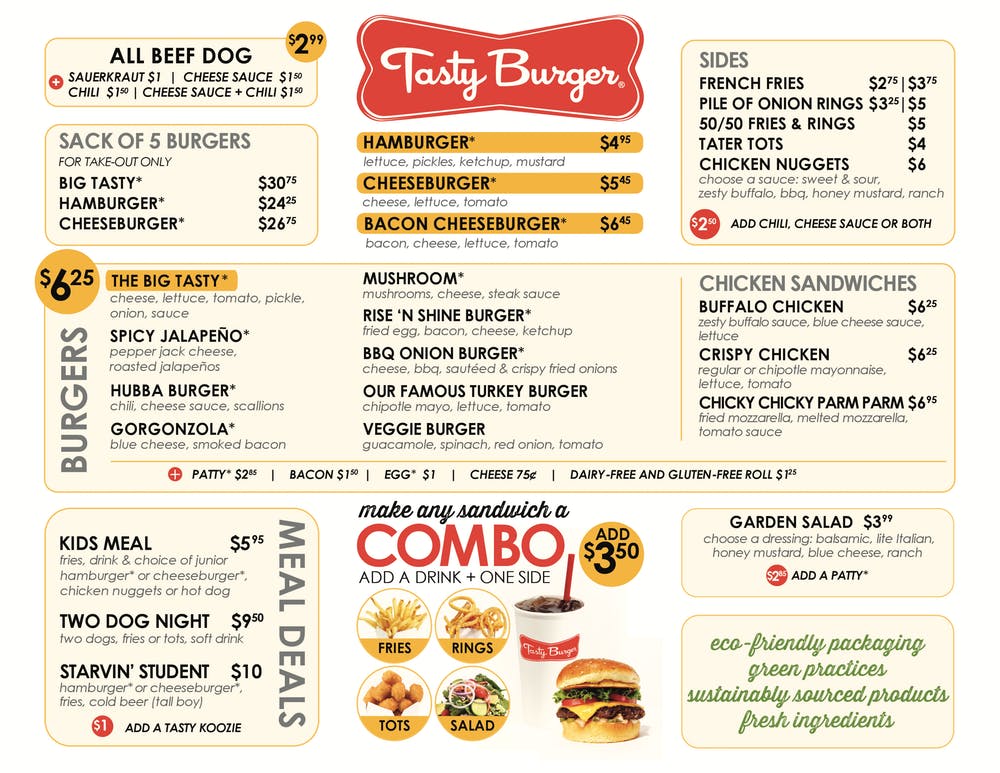 ALL BEEF DOG
$2.99
+ SAUERKRAUT $1 | CHEESE SAUCE $1.50
CHILI $1.50 | CHEESE SAUCE + CHILI $1.50
SACK OF 5 BURGERS
FOR TAKE-OUT ONLY
BIG TASTY* $30.75
HAMBURGER* $24.25
CHEESEBURGER* $26.75
Tasty Burger®
HAMBURGER* $4.95
lettuce, pickles, ketchup, mustard
CHEESEBURGER* $5.45
cheese, lettuce, tomato
BACON CHEESEBURGER* $6.45
bacon, cheese, lettuce, tomato
SIDES
FRENCH FRIES $2.75|$3.75
PILE OF ONION RINGS $3.25|$5
50/50 FRIES & RINGS $5
TATER TOTS $4
CHICKEN NUGGETS $6
choose a sauce: sweet & sour,
zesty buffalo, bbq, honey mustard, ranch
$2.50 ADD CHILI, CHEESE SAUCE OR BOTH
$6.25
BURGERS
THE BIG TASTY*
cheese, lettuce, tomato, pickle,
onion, sauce
SPICY JALAPEÑO*
pepper jack cheese,
roasted jalapeños
HUBBA BURGER*
chili, cheese sauce, scallions
GORGONZOLA*
blue cheese, smoked bacon
MUSHROOM*
mushrooms, cheese, steak sauce
RISE 'N SHINE BURGER*
fried egg, bacon, cheese, ketchup
BBQ ONION BURGER*
cheese, bbq, sautéed & crispy fried onions
OUR FAMOUS TURKEY BURGER
chipotle mayo, lettuce, tomato
VEGGIE BURGER
guacamole, spinach, red onion, tomato
CHICKEN SANDWICHES
BUFFALO CHICKEN $6.25
zesty buffalo sauce, blue cheese sauce,
lettuce
CRISPY CHICKEN $6.25
regular or chipotle mayonnaise,
lettuce, tomato
CHICKY CHICKY PARM PARM $6.95
fried mozzarella, melted mozzarella,
tomato sauce
+ PATTY* $2.85 | BACON $1.50 | EGG* $1 | CHEESE 75¢ | DAIRY-FREE AND GLUTEN-FREE ROLL $1.25
MEAL DEALS
KIDS MEAL $5.95
fries, drink & choice of junior
hamburger* or cheeseburger*,
chicken nuggets or hot dog
TWO DOG NIGHT $9.50
two dogs, fries or tots, soft drink
STARVIN' STUDENT $10
hamburger* or cheeseburger*,
fries, cold beer (tall boy)
$1 ADD A TASTY KOOZIE
make any sandwich a
COMBO
ADD $3.50
ADD A DRINK + ONE SIDE
FRIES
RINGS
TOTS
SALAD
Tasty Burger
GARDEN SALAD $3.99
choose a dressing: balsamic, lite Italian,
honey mustard, blue cheese, ranch
$2.85 ADD A PATTY*
eco-friendly packaging
green practices
sustainably sourced products
fresh ingredients